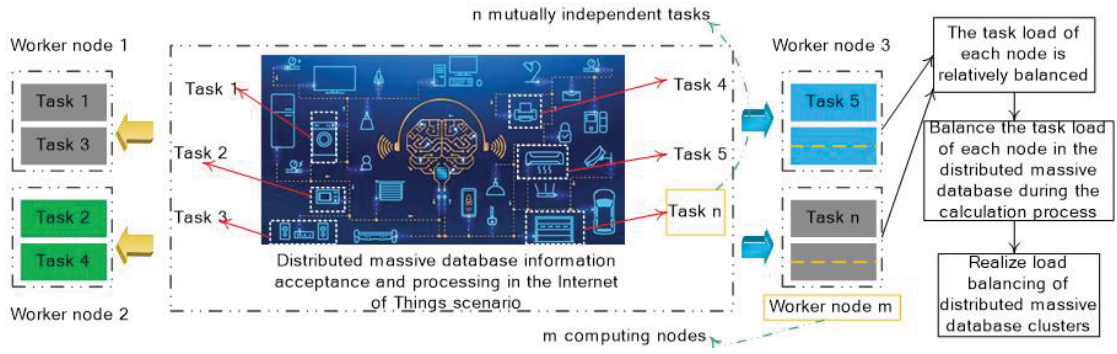 n mutually independent tasks
Worker node 1
Task 1
Task 3
Task 2
Task 4
Worker node 2
Task 1
Task 2
Task 3
Task 4
Task 5
Task n
Distributed massive database information
acceptance and processing in the Internet
of Things scenario
m computing nodes
Worker node 3
Task 5
Task n
Worker node m
The task load of
each node is
relatively balanced
Balance the task load
of each node in the
distributed massive
database during the
calculation process
Realize load
balancing of
distributed massive
database clusters